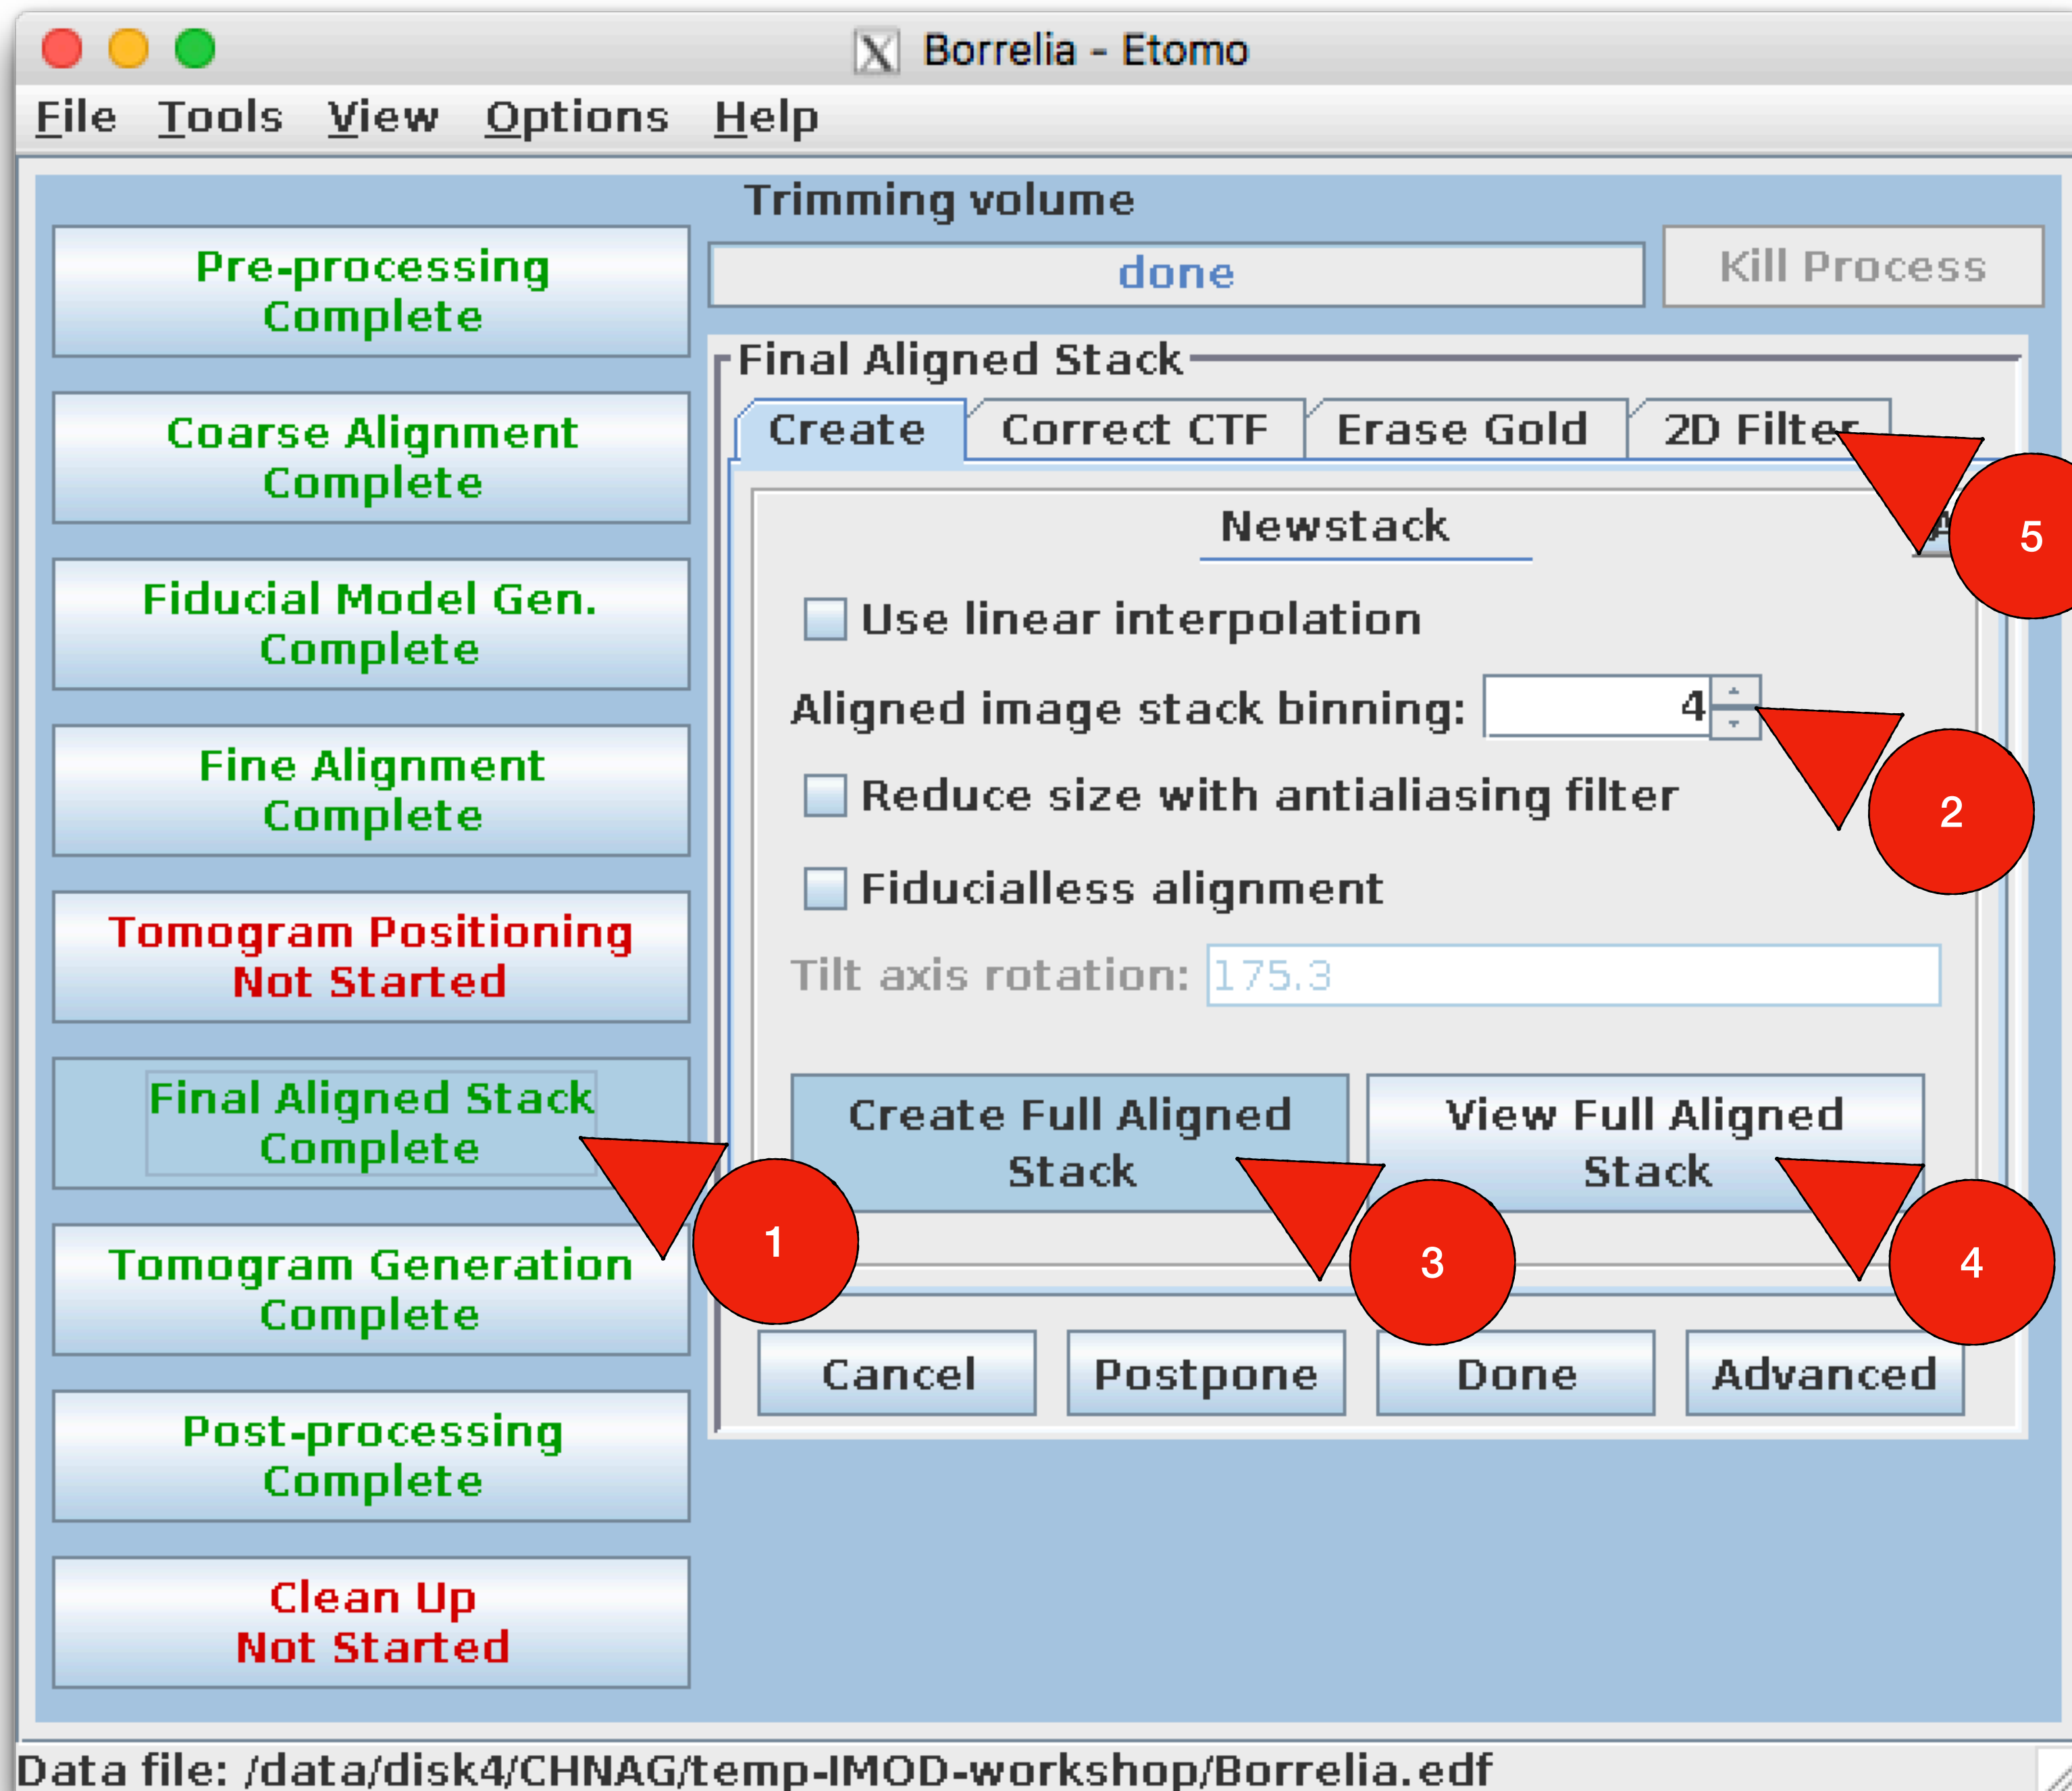 Borrelia - Etomo
File Tools View Options Help
Trimming volume
done
Kill Process
Pre-processing
Complete
Coarse Alignment
Complete
Fiducial Model Gen.
Complete
Fine Alignment
Complete
Tomogram Positioning
Not Started
Final Aligned Stack
Complete
Tomogram Generation
Complete
Post-processing
Complete
Clean Up
Not Started
Final Aligned Stack
Create Correct CTF Erase Gold 2D Filter
Newstack
A
Use linear interpolation
Aligned image stack binning: 4
Reduce size with antialiasing filter
Fiducialless alignment
Tilt axis rotation: 175.3
Create Full Aligned
Stack
View Full Aligned
Stack
Cancel Postpone Done Advanced
5
2
1
3
4
Data file: /data/disk4/CHNAG/temp-IMOD-workshop/Borrelia.edf